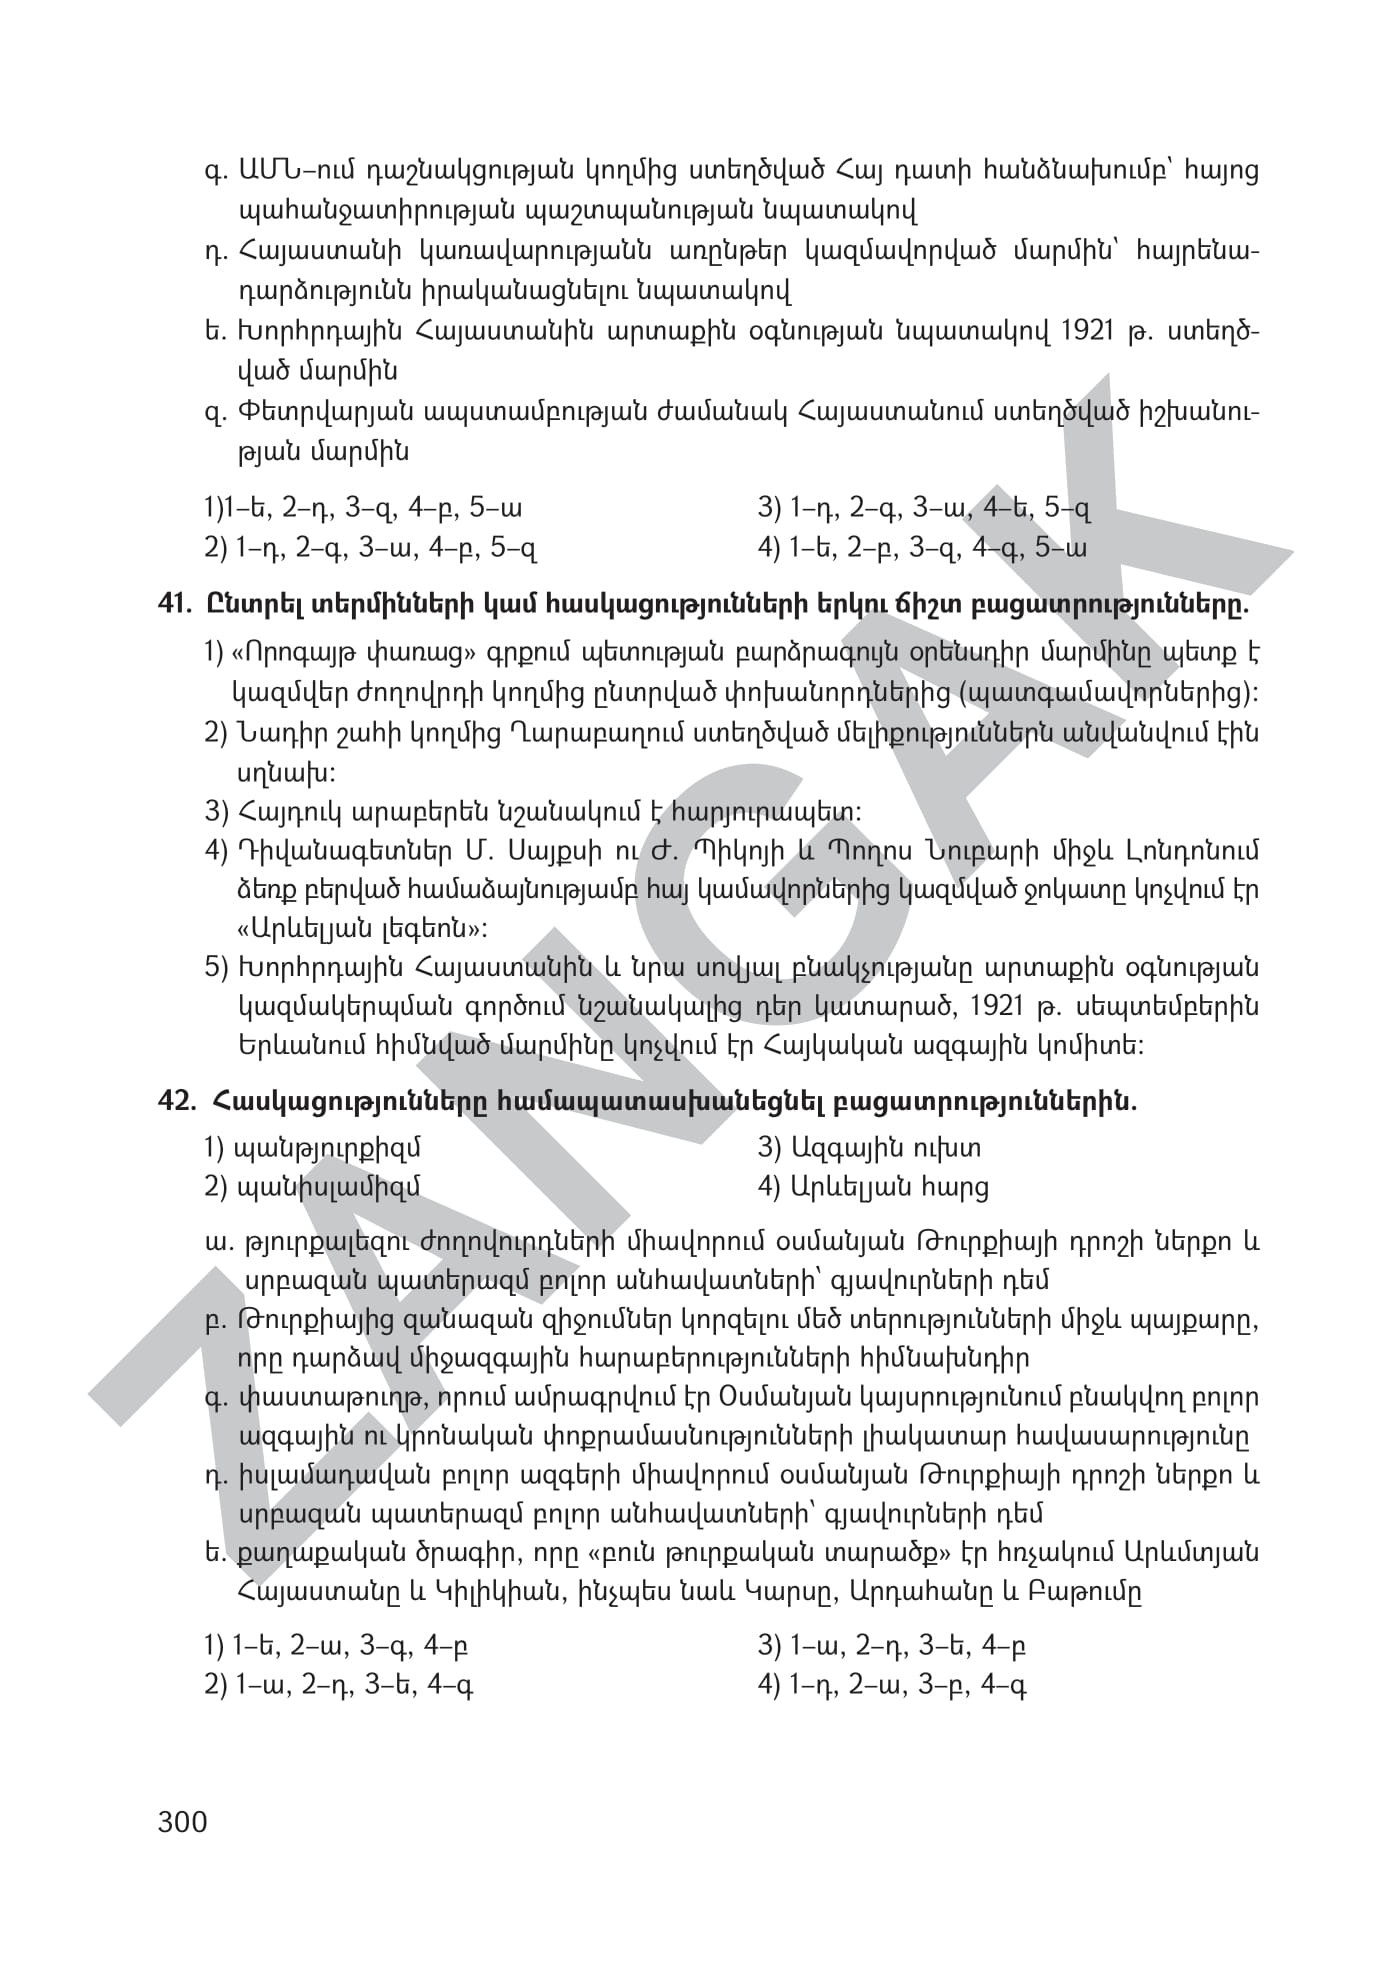 գ. ԱՄՆ–ում դաշնակցության կողմից ստեղծված Հայ դատի հանձնախումբ՝ հայոց
պահանջատիրության պաշտպանության նպատակով
դ. Հայաստանի կառավարությանն առընթեր կազմավորված մարմին՝ հայրենա-
դարձությունն իրականացնելու նպատակով
ե. Խորհրդային Հայաստանին արտաքին օգնության նպատակով 1921 թ. ստեղծ-
ված մարմին
զ. Փետրվարյան ապստամբության ժամանակ Հայաստանում ստեղծված իշխանու-
թյան մարմին
1)1–ե, 2–դ, 3–զ, 4–բ, 5–ա
3) 1–դ, 2–գ, 3–ա, 4–ե, 5–զ
2) 1–դ, 2–գ, 3–ա, 4–բ, 5–զ
4) 1–ե, 2–բ, 3–զ, 4–գ, 5–ա
41. Ընտրել տերմինների կամ հասկացությունների երկու ճիշտ բացատրությունները.
1) «Որոգայթ փառաց» գրքում պետության բարձրագույն օրենսդիր մարմինը պետք է
կազմվեր ժողովրդի կողմից ընտրված փոխանորդներից (պատգամավորներից):
2) Նադիր շահի կողմից Ղարաբաղում ստեղծված մելիքություններն անվանվում էին
սղնախ:
3) Հայդուկ արաբերեն նշանակում է հարյուրապետ:
4) Դիվանագետներ Մ. Սայքսի ու Ժ. Պիկոյի և Պողոս Նուբարի միջև Լոնդոնում
ձեռք բերված համաձայնությամբ հայ կամավորներից կազմված ջոկատը կոչվում էր
«Արևելյան լեգեոն»:
5) Խորհրդային Հայաստանին և նրա սովյալ բնակչությանը արտաքին օգնության
կազմակերպման գործում նշանակալից դեր կատարած, 1921 թ. սեպտեմբերին
Երևանում հիմնված մարմինը կոչվում էր Հայկական ազգային կոմիտե:
42. Հասկացությունները համապատասխանեցնել բացատրություններին.
1) պանթյուրքիզմ
3) Ազգային ուխտ
2) պանիսլամիզմ
4) Արևելյան հարց
ա. թյուրքալեզու ժողովուրդների միավորում օսմանյան Թուրքիայի դրոշի ներքո և
սրբազան պատերազմ բոլոր անհավատների՝ գյավուրների դեմ
բ. Թուրքիայից զանազան զիջումներ կորզելու մեծ տերությունների միջև պայքարը,
որը դարձավ միջազգային հարաբերությունների հիմնախնդիր
գ. փաստաթուղթ, որում ամրագրվում էր Օսմանյան կայսրությունում բնակվող բոլոր
ազգային ու կրոնական փոքրամասնությունների լիակատար հավասարությունը
դ. իսլամադավան բոլոր ազգերի միավորում օսմանյան Թուրքիայի դրոշի ներքո և
սրբազան պատերազմ բոլոր անհավատների՝ գյավուրների դեմ
ե. քաղաքական ծրագիր, որը «բուն թուրքական տարածք» էր հռչակում Արևմտյան
Հայաստանը և Կիլիկիան, ինչպես նաև Կարսը, Արդահանը և Բաթումը
1) 1–ե, 2–ա, 3–գ, 4–բ
3) 1–ա, 2–դ, 3–ե, 4–բ
2) 1–ա, 2–դ, 3–ե, 4–գ
4) 1–դ, 2–ա, 3–բ, 4–գ
300
ZANGAK